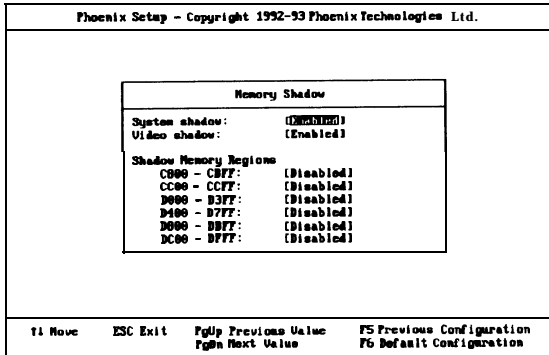 Phoenix Setup - Copyright 1992-93 Phoenix Technologies Ltd.
Memory Shadow
System shadow: [Enabled]
Video shadow: [Enabled]
Shadow Memory Regions
C800 - CBFF: [Disabled]
CC00 - CCFF: [Disabled]
D000 - D3FF: [Disabled]
D400 - D7FF: [Disabled]
D800 - DBFF: [Disabled]
DC00 - DFFF: [Disabled]
↑↓ Move ESC Exit PgUp Previous Value F5 Previous Configuration
PgDn Next Value F6 Default Configuration